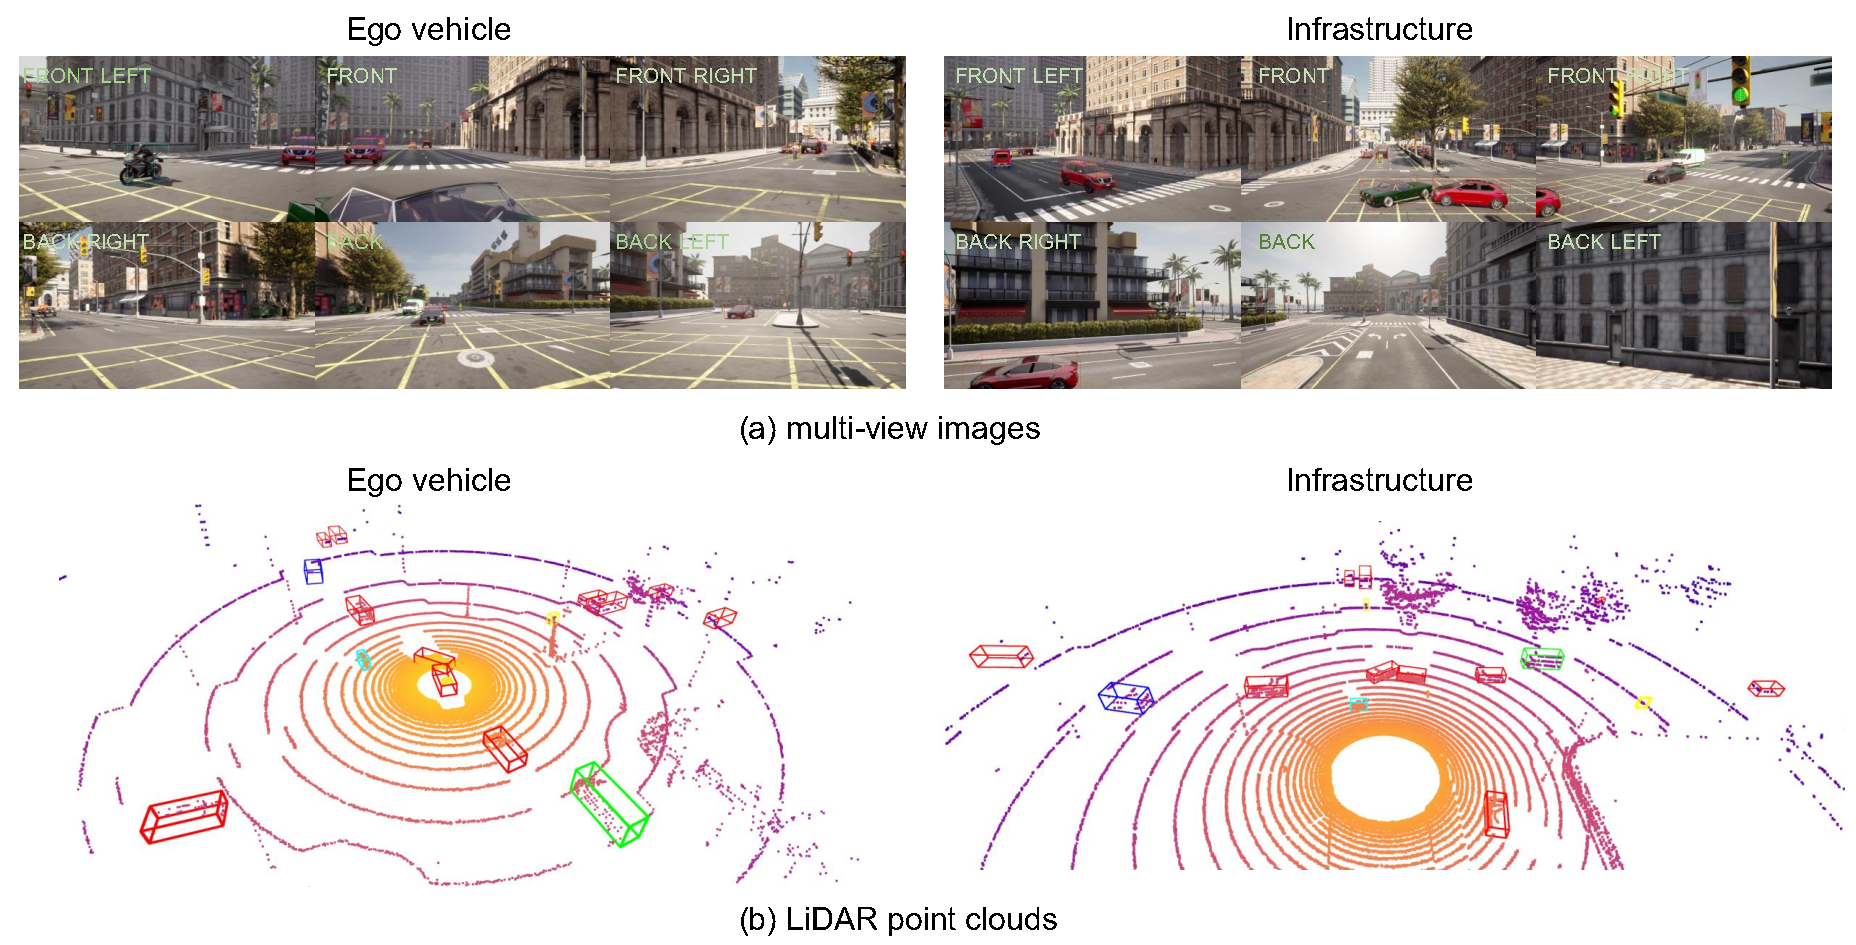 Ego vehicle
Infrastructure
FRONT LEFT
FRONT
FRONT RIGHT
FRONT LEFT
FRONT
FRONT RIGHT
BACK RIGHT
BACK
BACK LEFT
BACK RIGHT
BACK
BACK LEFT
(a) multi-view images
Ego vehicle
Infrastructure
(b) LiDAR point clouds